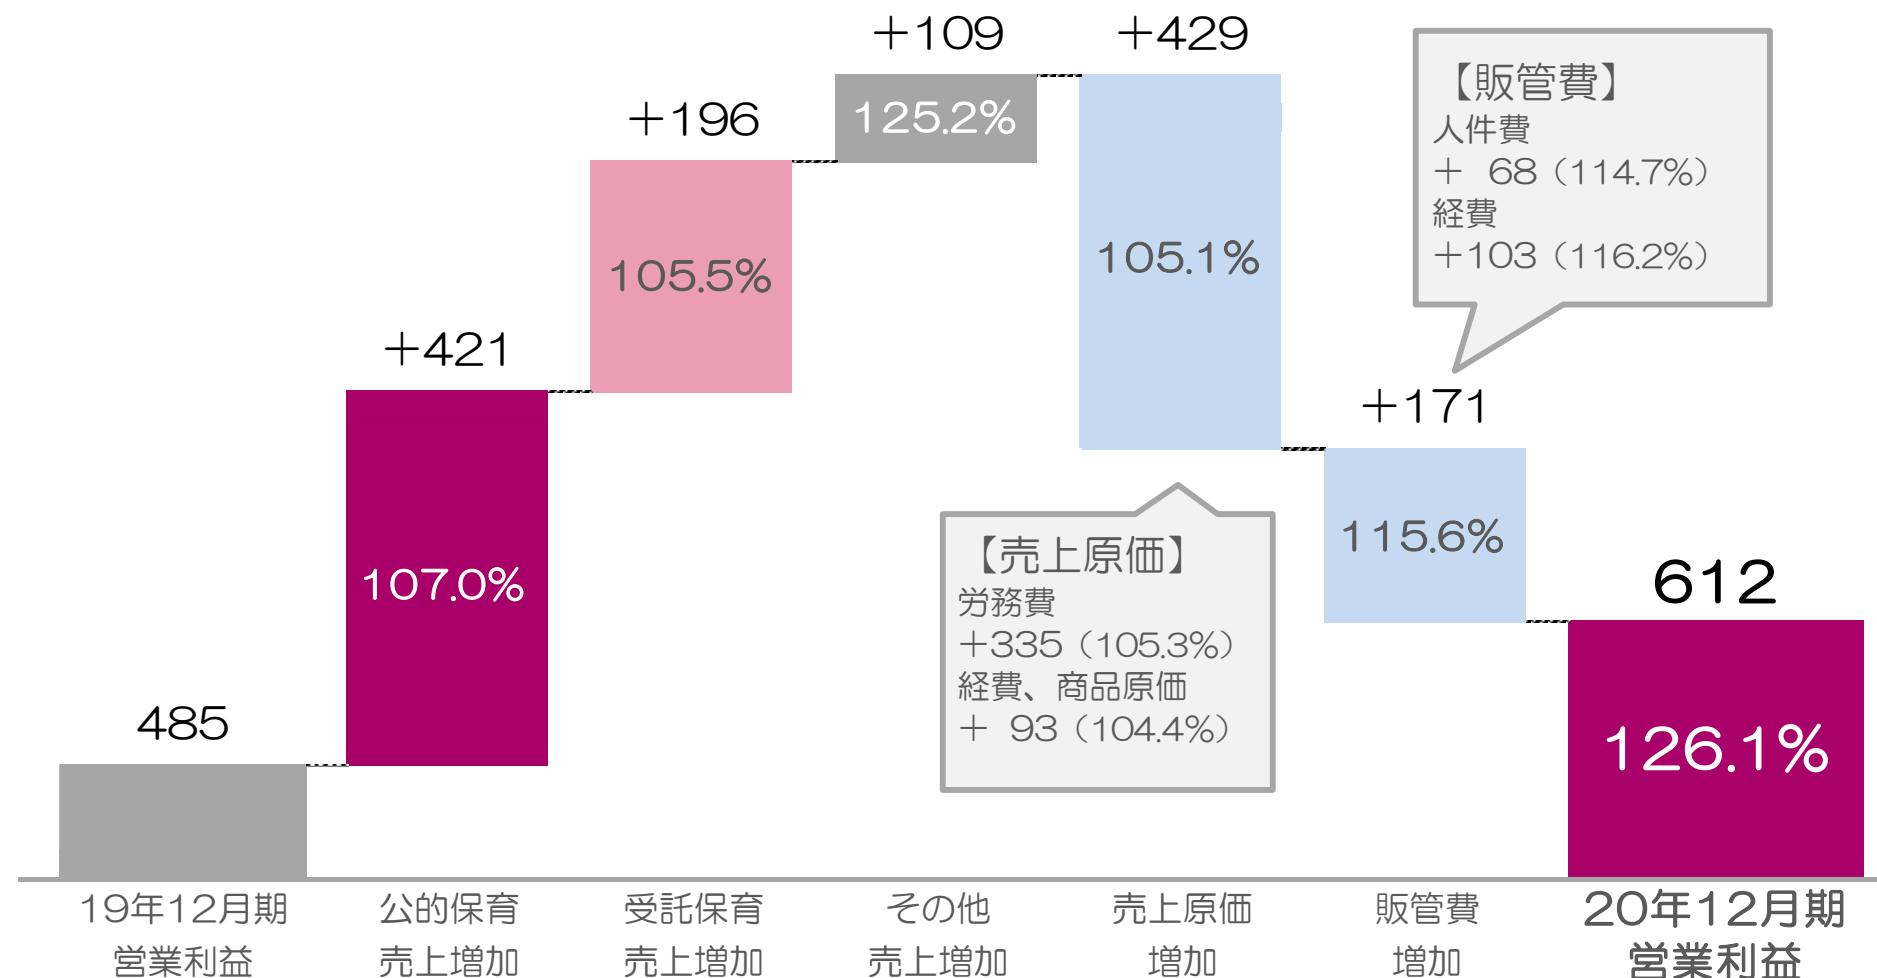 +109
+429
+196
125.2%
【販管費】
人件費
+ 68（114.7%）
経費
+103（116.2%）
105.5%
105.1%
+421
+171
107.0%
115.6%
【売上原価】
労務費
+335（105.3%）
経費、商品原価
+ 93（104.4%）
485
612
126.1%
19年12月期
営業利益
公的保育
売上増加
受託保育
売上増加
その他
売上増加
売上原価
増加
販管費
増加
20年12月期
営業利益